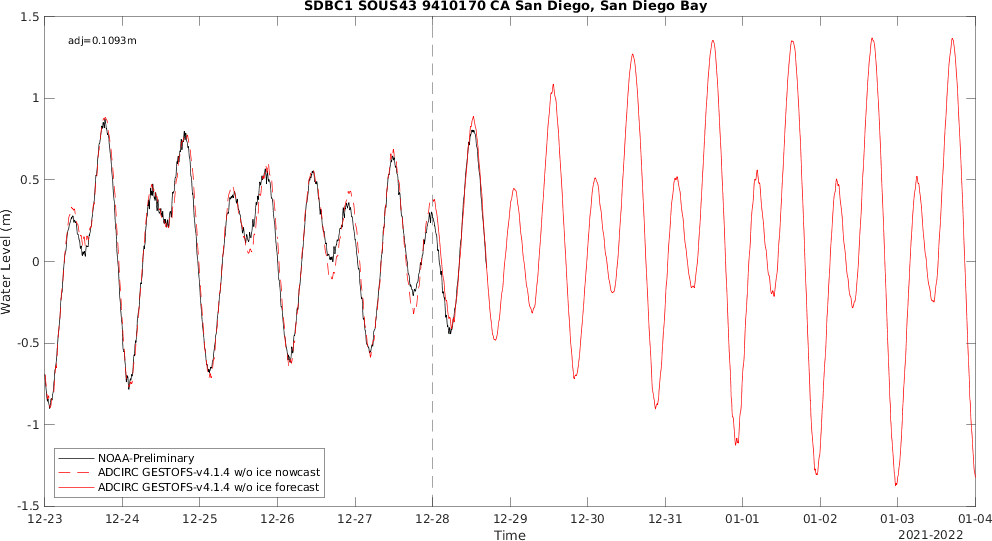 SDBC1 SOUS43 9410170 CA San Diego, San Diego Bay
adj=0.1093m
1.5
1
0.5
0
-0.5
-1
-1.5
Water Level (m)
NOAA-Preliminary
ADCIRC GESTOFS-v4.1.4 w/o ice nowcast
ADCIRC GESTOFS-v4.1.4 w/o ice forecast
12-23 12-24 12-25 12-26 12-27 12-28 12-29 12-30 12-31 01-01 01-02 01-03 01-04
Time
2021-2022